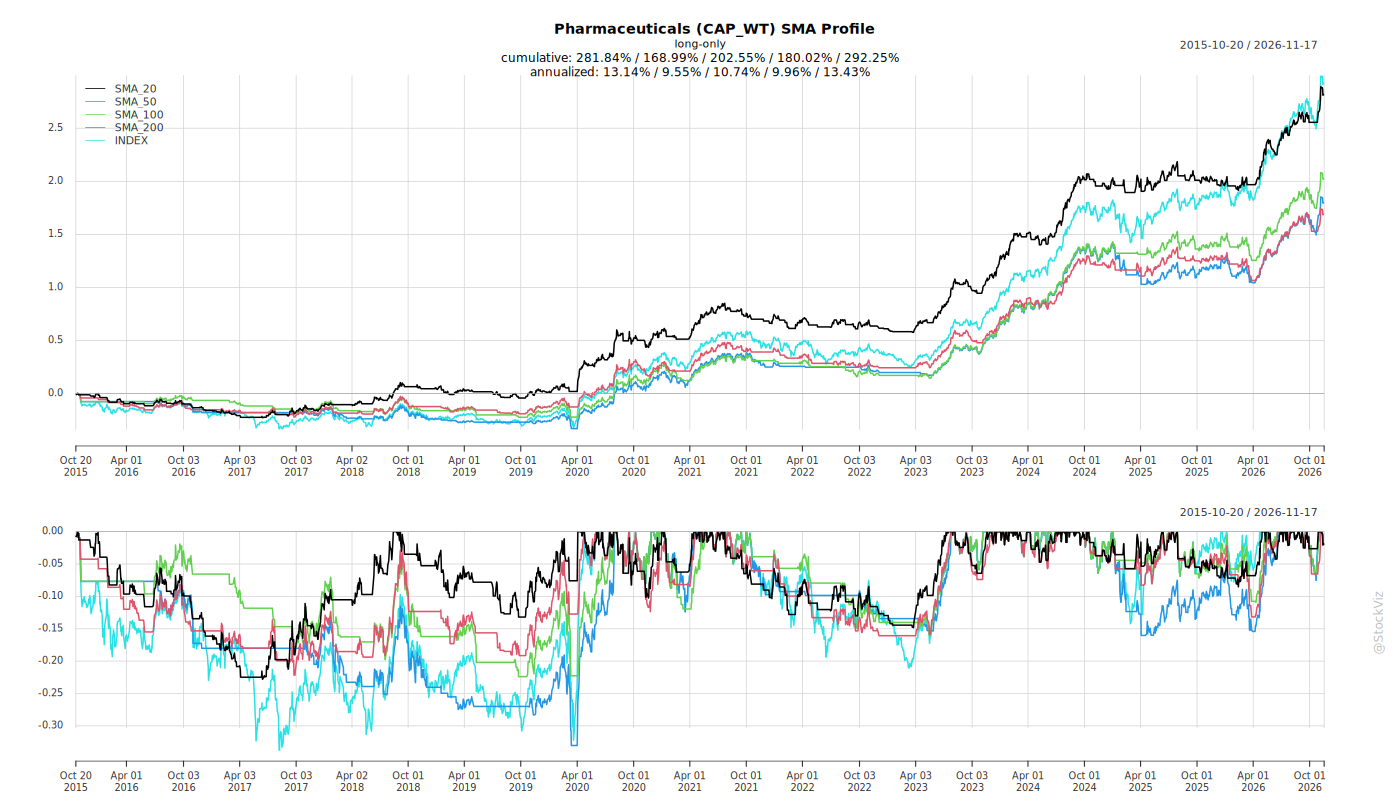 Pharmaceuticals (CAP_WT) SMA Profile
long-only
cumulative: 281.84% / 168.99% / 202.55% / 180.02% / 292.25%
annualized: 13.14% / 9.55% / 10.74% / 9.96% / 13.43%
2015-10-20 / 2026-11-17
SMA_20
SMA_50
SMA_100
SMA_200
INDEX
2.5
2.0
1.5
1.0
0.5
0.0
Oct 20 Apr 01 Oct 03 Apr 03 Oct 03 Apr 02 Oct 01 Apr 01 Oct 01 Apr 01 Oct 01 Apr 01 Oct 01 Apr 01 Oct 03 Apr 03 Oct 03 Apr 01 Oct 01 Apr 01 Oct 01 Apr 01 Oct 01
2015 2016 2016 2017 2017 2018 2018 2019 2019 2020 2020 2021 2021 2022 2022 2023 2023 2024 2024 2025 2025 2026 2026
2015-10-20 / 2026-11-17
0.00
-0.05
-0.10
-0.15
-0.20
-0.25
-0.30
Oct 20 Apr 01 Oct 03 Apr 03 Oct 03 Apr 02 Oct 01 Apr 01 Oct 01 Apr 01 Oct 01 Apr 01 Oct 01 Apr 01 Oct 03 Apr 03 Oct 03 Apr 01 Oct 01 Apr 01 Oct 01 Apr 01 Oct 01
2015 2016 2016 2017 2017 2018 2018 2019 2019 2020 2020 2021 2021 2022 2022 2023 2023 2024 2024 2025 2025 2026 2026
@StockViz